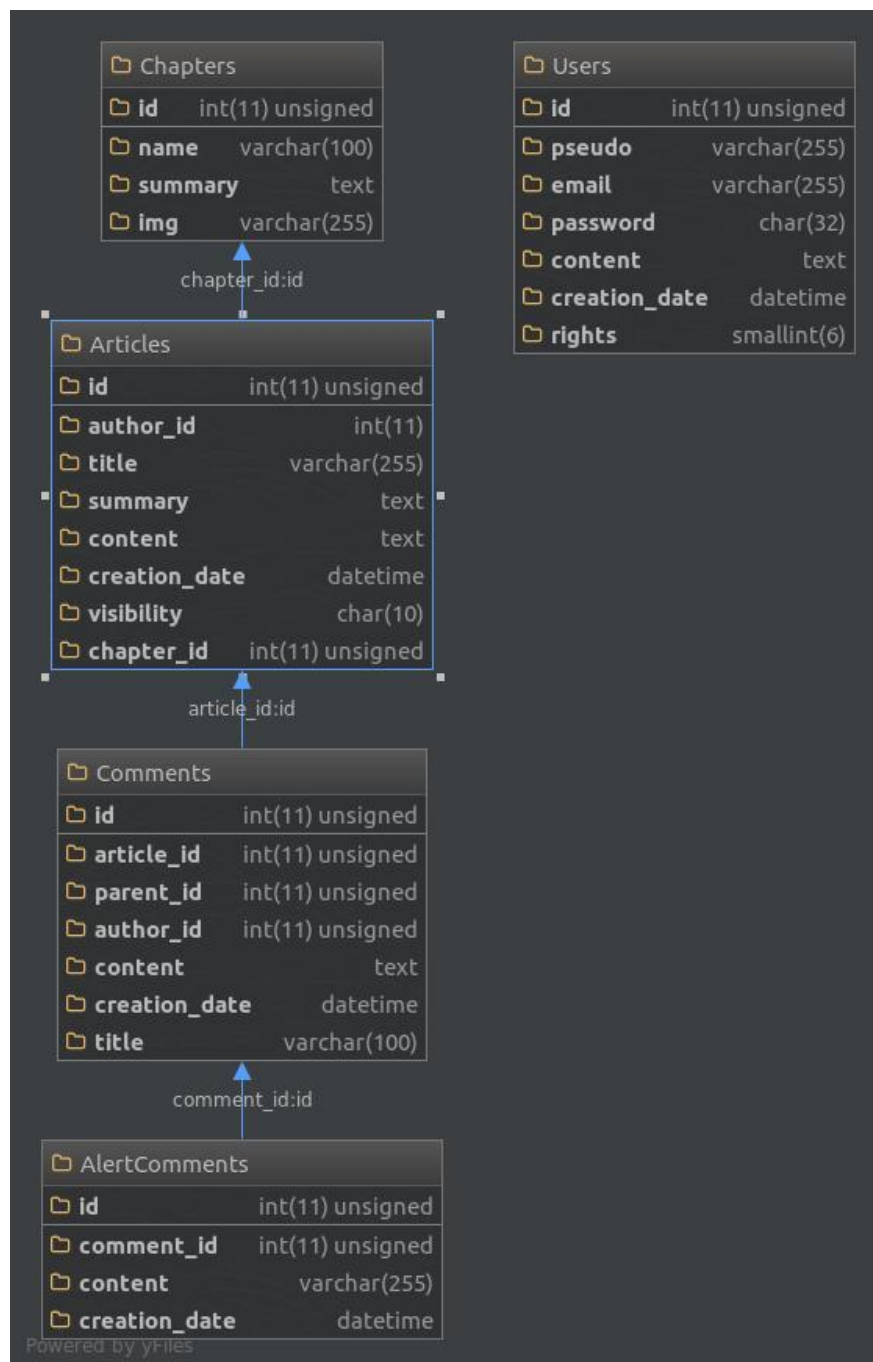 Chapters
id int(11) unsigned
name varchar(100)
summary text
img varchar(255)
chapter_id:id
Articles
id int(11) unsigned
author_id int(11)
title varchar(255)
summary text
content text
creation_date datetime
visibility char(10)
chapter_id int(11) unsigned
article_id:id
Comments
id int(11) unsigned
article_id int(11) unsigned
parent_id int(11) unsigned
author_id int(11) unsigned
content text
creation_date datetime
title varchar(100)
comment_id:id
AlertComments
id int(11) unsigned
comment_id int(11) unsigned
content varchar(255)
creation_date datetime
Powered by yFiles
Users
id int(11) unsigned
pseudo varchar(255)
email varchar(255)
password char(32)
content text
creation_date datetime
rights smallint(6)